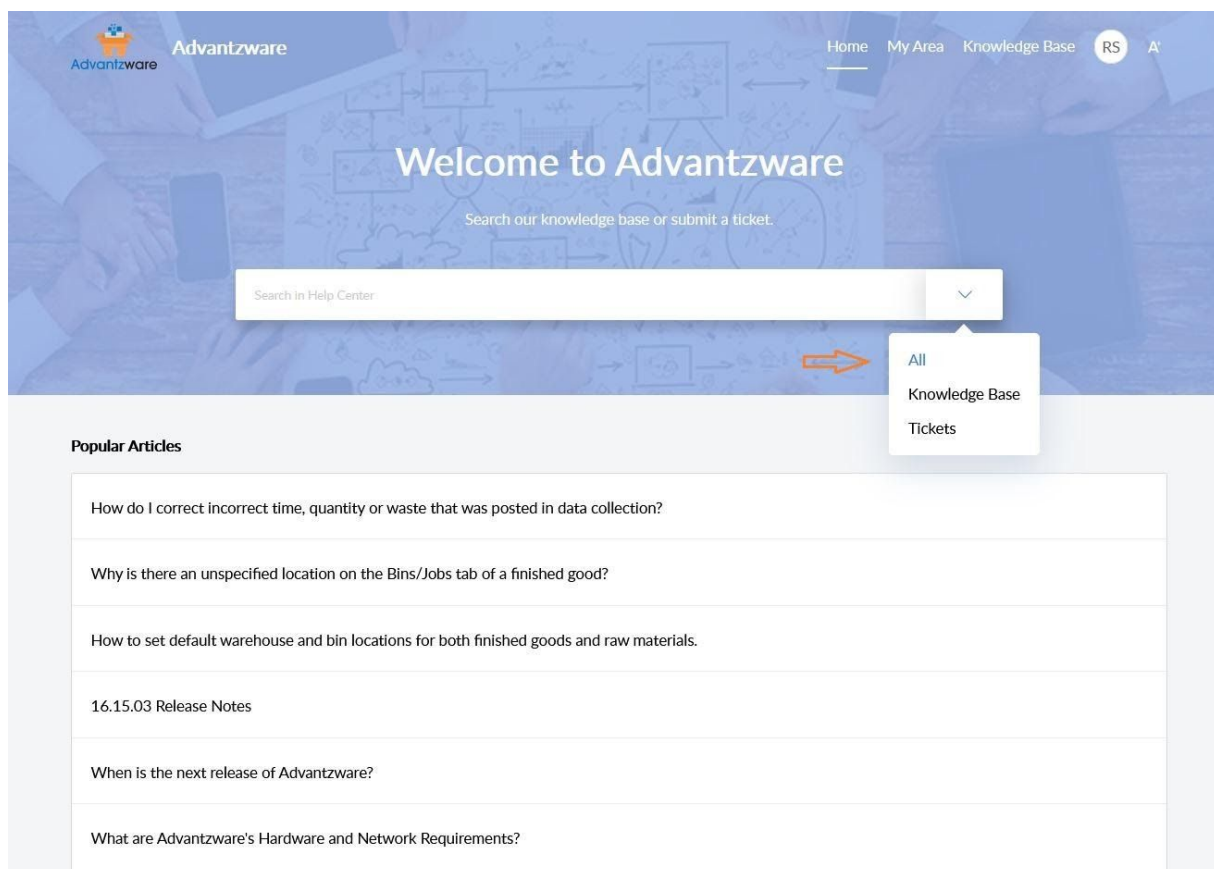 Advantzware
Advantzware
Home My Area Knowledge Base RS A
Welcome to Advantzware
Search our knowledge base or submit a ticket.
Search in Help Center
All
Knowledge Base
Tickets
Popular Articles
How do I correct incorrect time, quantity or waste that was posted in data collection?
Why is there an unspecified location on the Bins/Jobs tab of a finished good?
How to set default warehouse and bin locations for both finished goods and raw materials.
16.15.03 Release Notes
When is the next release of Advantzware?
What are Advantzware's Hardware and Network Requirements?